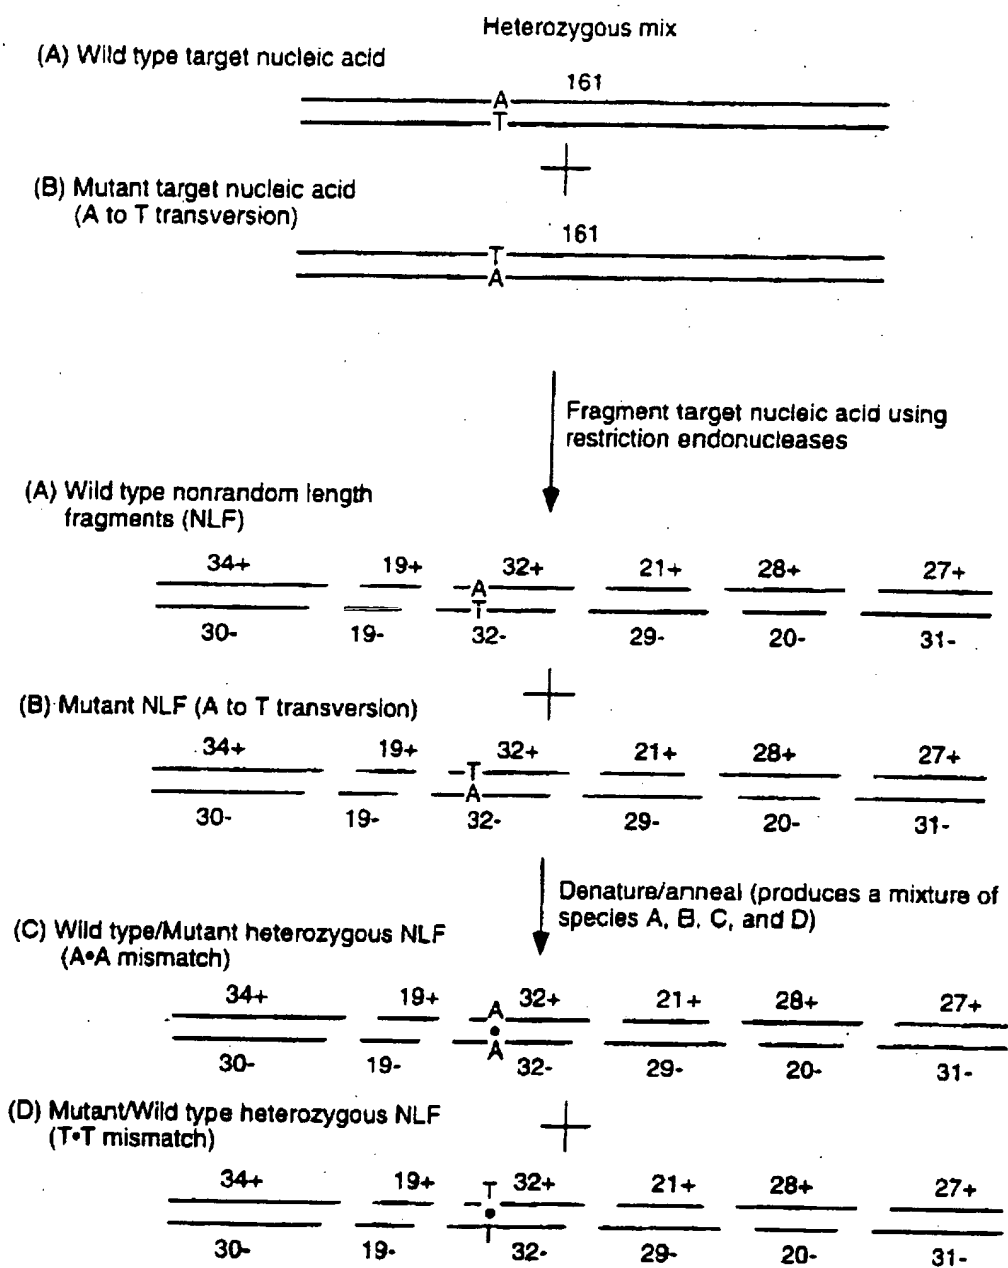 Heterozygous mix
(A) Wild type target nucleic acid
161
A
T
(B) Mutant target nucleic acid
(A to T transversion)
161
T
A
Fragment target nucleic acid using
restriction endonucleases
(A) Wild type nonrandom length
fragments (NLF)
34+ 19+ 32+ 21+ 28+ 27+
A
T
30- 19- 32- 29- 20- 31-
(B) Mutant NLF (A to T transversion)
34+ 19+ 32+ 21+ 28+ 27+
T
A
30- 19- 32- 29- 20- 31-
Denature/anneal (produces a mixture of
species A, B, C, and D)
(C) Wild type/Mutant heterozygous NLF
(A•A mismatch)
34+ 19+ 32+ 21+ 28+ 27+
A
A
30- 19- 32- 29- 20- 31-
(D) Mutant/Wild type heterozygous NLF
(T•T mismatch)
34+ 19+ T 32+ 21+ 28+ 27+
T
30- 19- 32- 29- 20- 31-